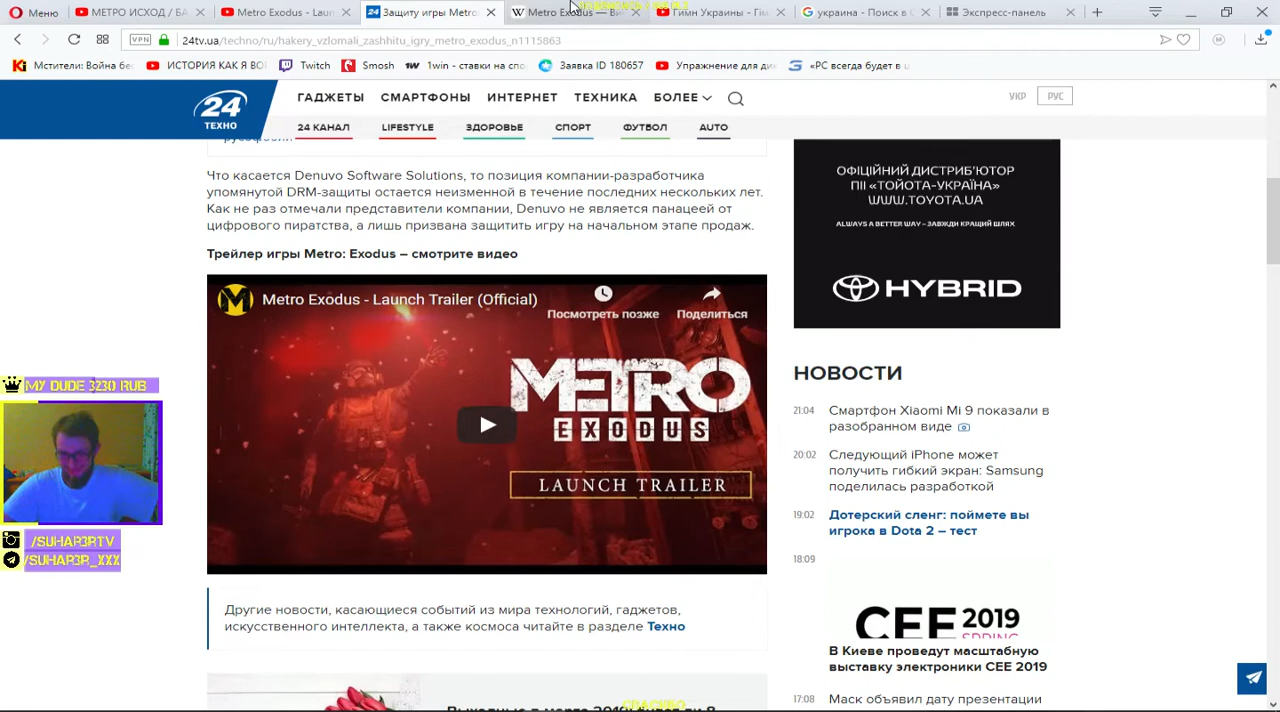 Меню
МЕТРО ИСХОД / ВА
Metro Exodus - Laun
Защиту игры Metro
Metro Exodus — Ви
Гимн Украины - Гим
украина - Поиск в G
Экспресс-панель
VPN
24tv.ua/techno/ru/hakery_vzlomali_zashhitu_igry_metro_exodus_n1115863
Мстители: Война бес
ИСТОРИЯ КАК Я ВО
Twitch
Smosh
1win - ставки на спо
Заявка ID 180657
Упражнение для ди
«PC всегда будет в ц
24
ТЕХНО
ГАДЖЕТЫ
СМАРТФОНЫ
ИНТЕРНЕТ
ТЕХНИКА
БОЛЕЕ
УКР
РУС
24 КАНАЛ
LIFESTYLE
ЗДОРОВЬЕ
СПОРТ
ФУТБОЛ
AUTO
русофобии
Что касается Denuvo Software Solutions, то позиция компании-разработчика
упомянутой DRM-защиты остается неизменной в течение последних нескольких лет.
Как не раз отмечали представители компании, Denuvo не является панацеей от
цифрового пиратства, а лишь призвана защитить игру на начальном этапе продаж.
Трейлер игры Metro: Exodus – смотрите видео
Metro Exodus - Launch Trailer (Official)
Посмотреть позже
Поделиться
METRO
EXODUS
LAUNCH TRAILER
Другие новости, касающиеся событий из мира технологий, гаджетов,
искусственного интеллекта, а также космоса читайте в разделе Техно
ОФІЦІЙНИЙ ДИСТРИБ'ЮТОР
ПІІ «ТОЙОТА-УКРАЇНА»
WWW.TOYOTA.UA
ALWAYS A BETTER WAY – ЗАВЖДИ КРАЩИЙ ШЛЯХ
HYBRID
НОВОСТИ
21:04
Смартфон Xiaomi Mi 9 показали в
разобранном виде
20:02
Следующий iPhone может
получить гибкий экран: Samsung
поделилась разработкой
19:02
Дотерский сленг: поймете вы
игрока в Dota 2 – тест
18:09
CEE 2019
SPRING
В Киеве проведут масштабную
выставку электроники CEE 2019
17:08
Маск объявил дату презентации
MY DUDE 3230 RUB
/SUHAP3RTV
/SUHAP3R_XXX
СПАСИБО